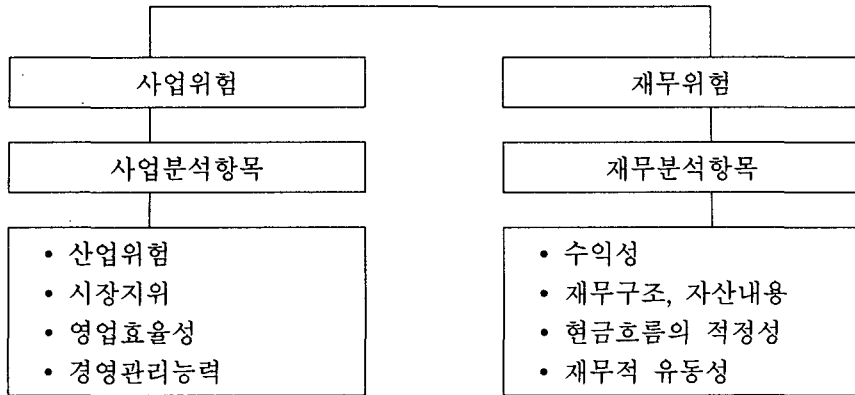 사업위험
재무위험
사업분석항목
재무분석항목
• 산업위험
• 시장지위
• 영업효율성
• 경영관리능력
• 수익성
• 재무구조, 자산내용
• 현금흐름의 적정성
• 재무적 유동성